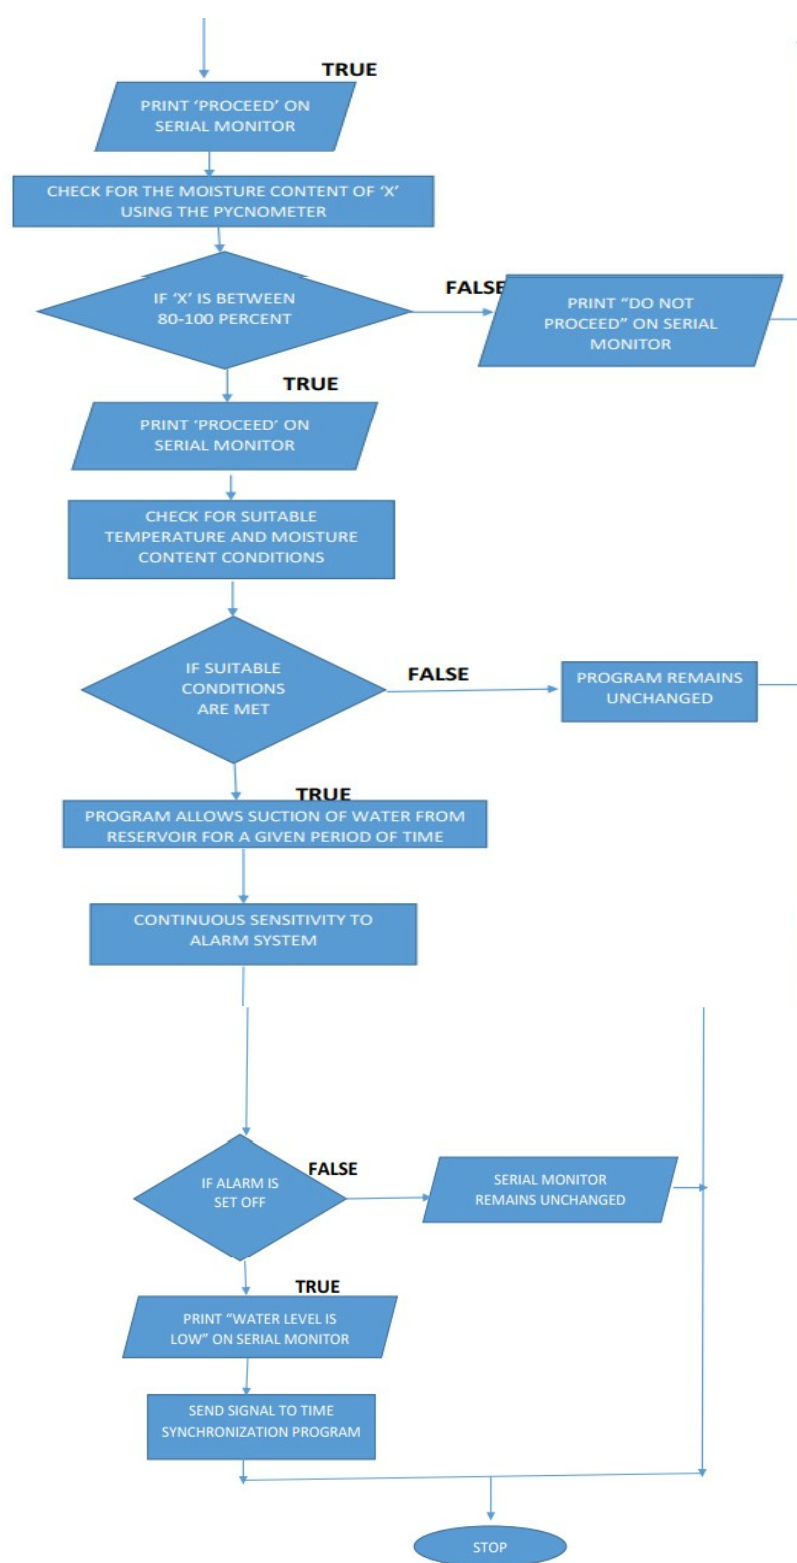 TRUE
PRINT ‘PROCEED’ ON
SERIAL MONITOR
CHECK FOR THE MOISTURE CONTENT OF ‘X’
USING THE PYCNOMETER
IF ‘X’ IS BETWEEN
80-100 PERCENT
FALSE
PRINT “DO NOT
PROCEED” ON SERIAL
MONITOR
TRUE
PRINT ‘PROCEED’ ON
SERIAL MONITOR
CHECK FOR SUITABLE
TEMPERATURE AND MOISTURE
CONTENT CONDITIONS
IF SUITABLE
CONDITIONS
ARE MET
FALSE
PROGRAM REMAINS
UNCHANGED
TRUE
PROGRAM ALLOWS SUCTION OF WATER FROM
RESERVOIR FOR A GIVEN PERIOD OF TIME
CONTINUOUS SENSITIVITY TO
ALARM SYSTEM
IF ALARM IS
SET OFF
FALSE
SERIAL MONITOR
REMAINS UNCHANGED
TRUE
PRINT “WATER LEVEL IS
LOW” ON SERIAL MONITOR
SEND SIGNAL TO TIME
SYNCHRONIZATION PROGRAM
STOP